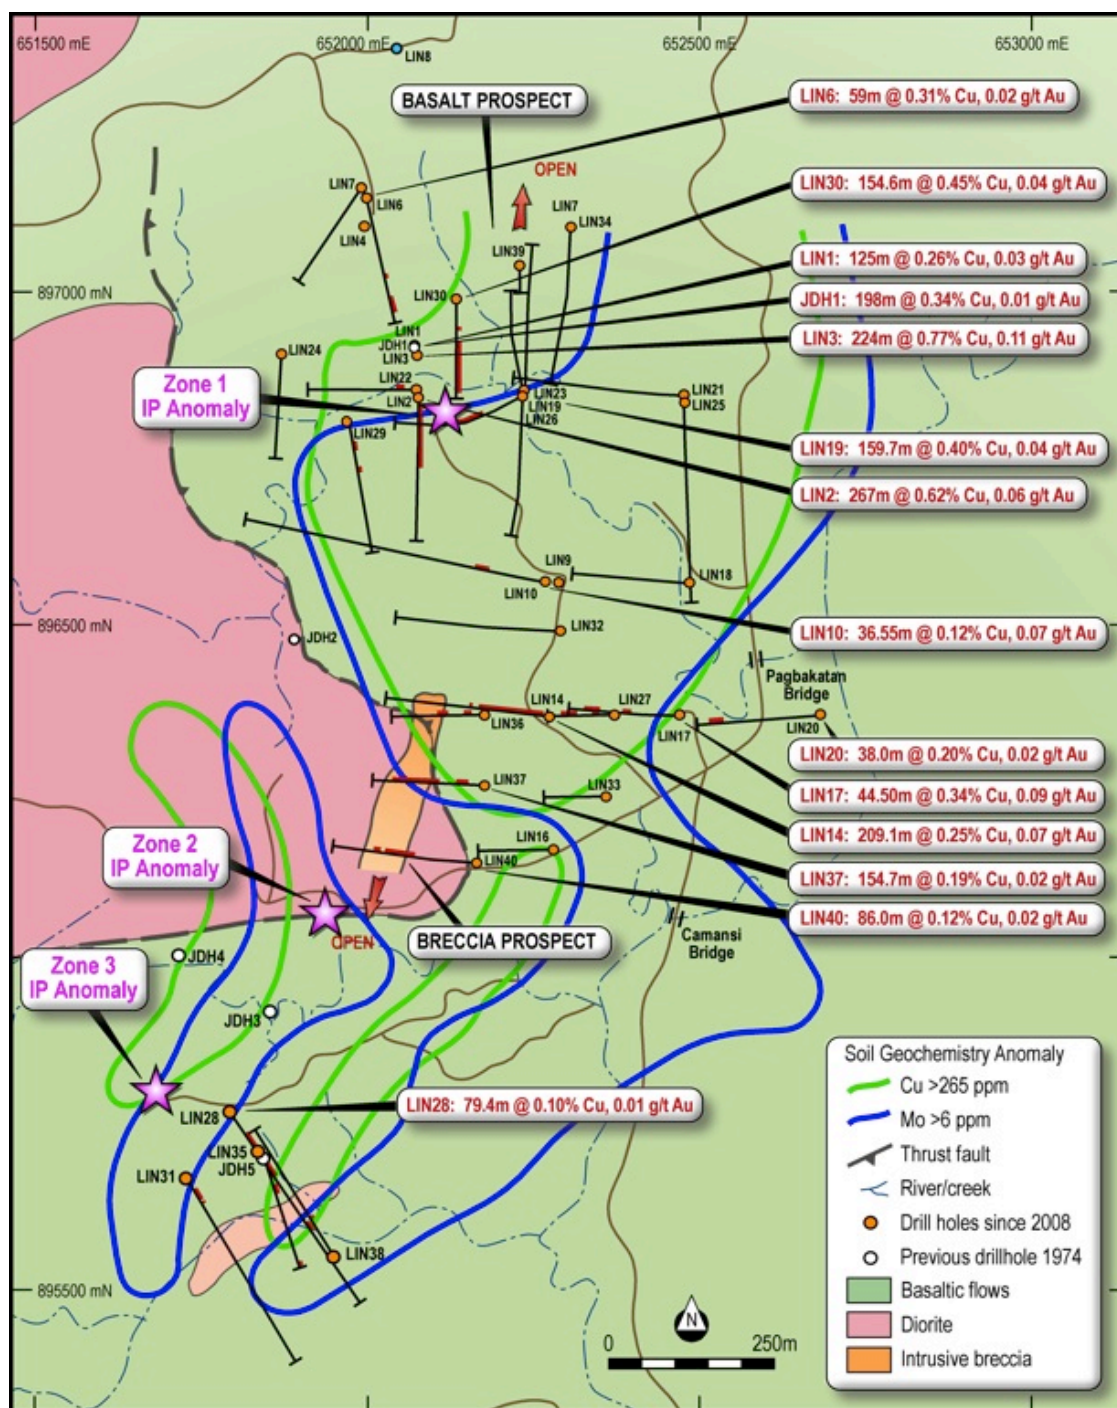 651500 mE
652000 mE
652500 mE
653000 mE
LIN8
BASALT PROSPECT
LIN6: 59m @ 0.31% Cu, 0.02 g/t Au
OPEN
LIN7
LIN6
LIN4
LIN7
LIN34
LIN30: 154.6m @ 0.45% Cu, 0.04 g/t Au
LIN39
LIN1: 125m @ 0.26% Cu, 0.03 g/t Au
897000 mN
LIN30
JDH1: 198m @ 0.34% Cu, 0.01 g/t Au
LIN1
JDH1
LIN3
LIN3: 224m @ 0.77% Cu, 0.11 g/t Au
LIN24
Zone 1
IP Anomaly
LIN22
LIN2
LIN23
LIN19
LIN26
LIN21
LIN25
LIN29
LIN19: 159.7m @ 0.40% Cu, 0.04 g/t Au
LIN2: 267m @ 0.62% Cu, 0.06 g/t Au
LIN9
LIN10
LIN18
896500 mN
JDH2
LIN32
LIN10: 36.55m @ 0.12% Cu, 0.07 g/t Au
Pagbakatan
Bridge
LIN14
LIN27
LIN36
LIN17
LIN20
LIN20: 38.0m @ 0.20% Cu, 0.02 g/t Au
LIN37
LIN33
LIN17: 44.50m @ 0.34% Cu, 0.09 g/t Au
LIN14: 209.1m @ 0.25% Cu, 0.07 g/t Au
Zone 2
IP Anomaly
LIN16
LIN40
LIN37: 154.7m @ 0.19% Cu, 0.02 g/t Au
LIN40: 86.0m @ 0.12% Cu, 0.02 g/t Au
OPEN
BRECCIA PROSPECT
Camansi
Bridge
Zone 3
IP Anomaly
JDH4
JDH3
LIN28
LIN28: 79.4m @ 0.10% Cu, 0.01 g/t Au
LIN35
JDH5
LIN31
LIN38
895500 mN
N
0
250m
Soil Geochemistry Anomaly
Cu >265 ppm
Mo >6 ppm
Thrust fault
River/creek
Drill holes since 2008
Previous drillhole 1974
Basaltic flows
Diorite
Intrusive breccia